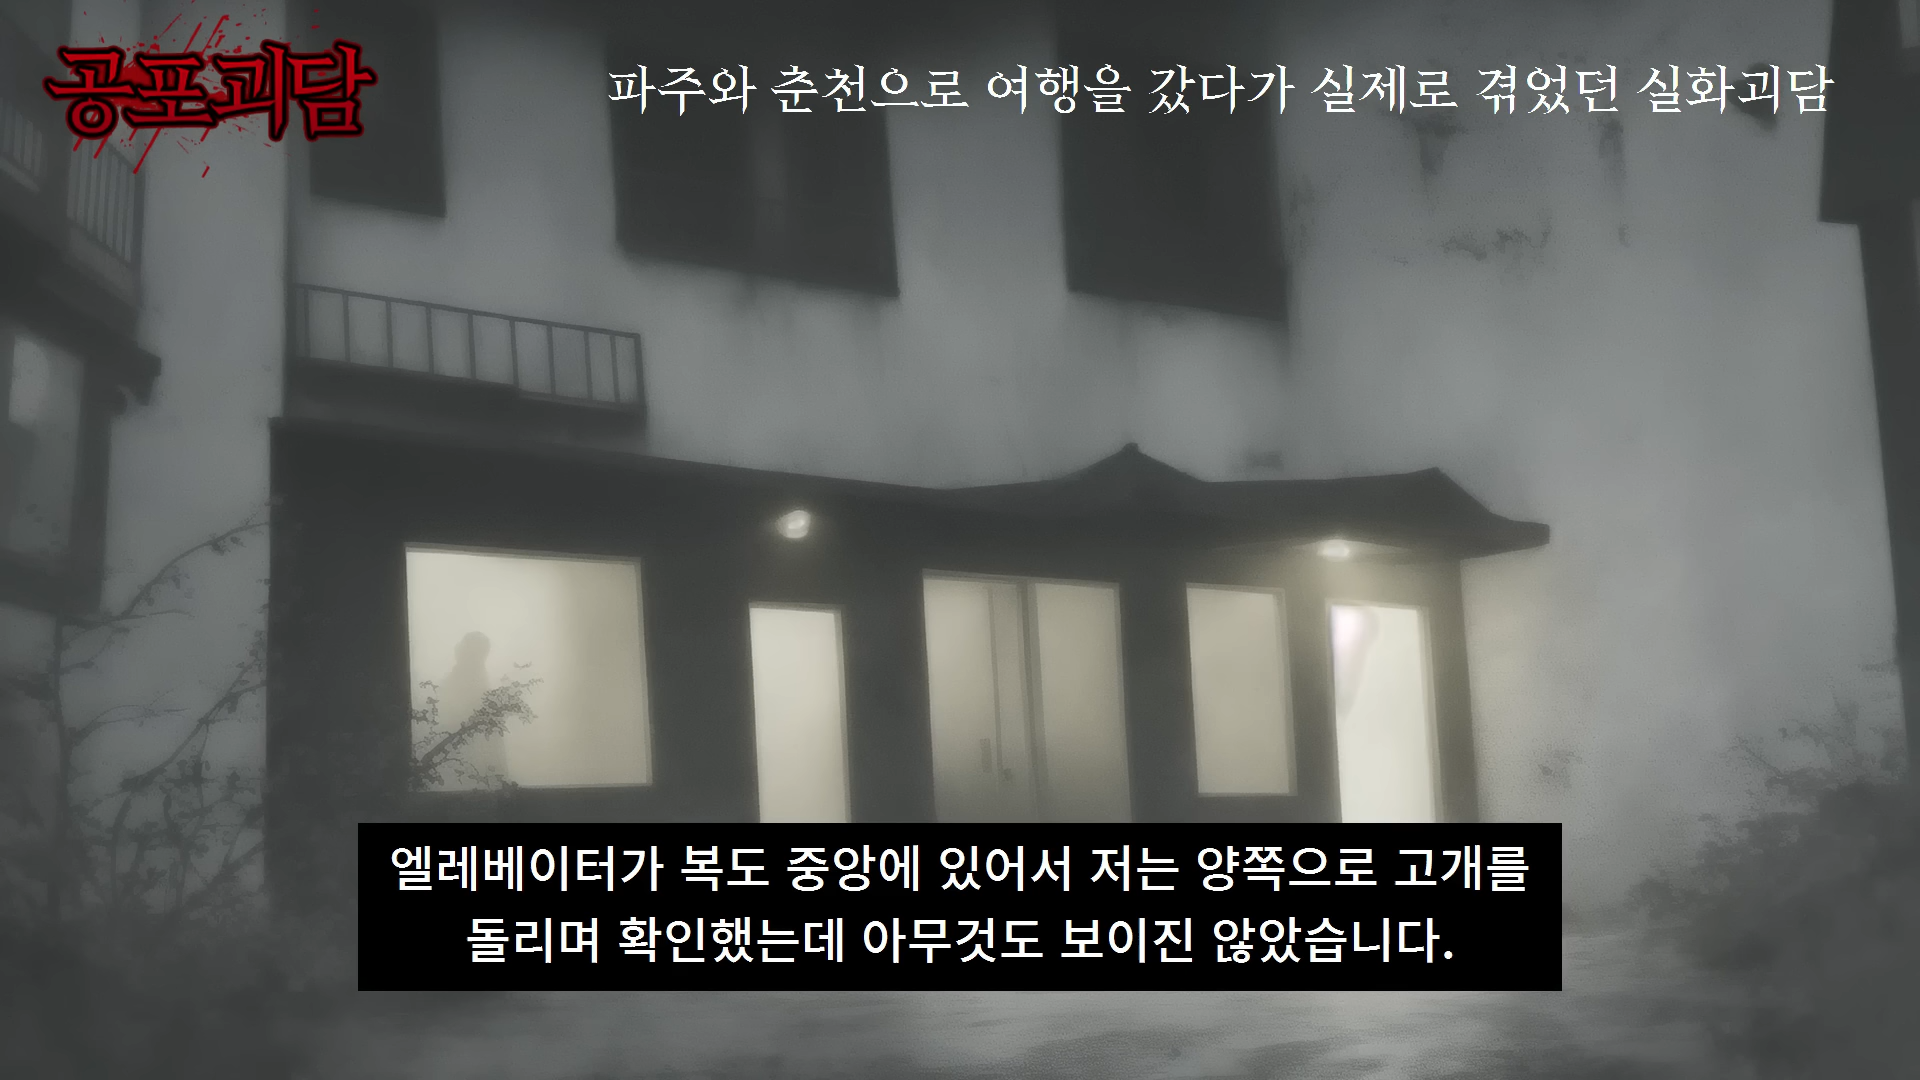 공포괴담
파주와 춘천으로 여행을 갔다가 실제로 겪었던 실화괴담
엘레베이터가 복도 중앙에 있어서 저는 양쪽으로 고개를
돌리며 확인했는데 아무것도 보이진 않았습니다.